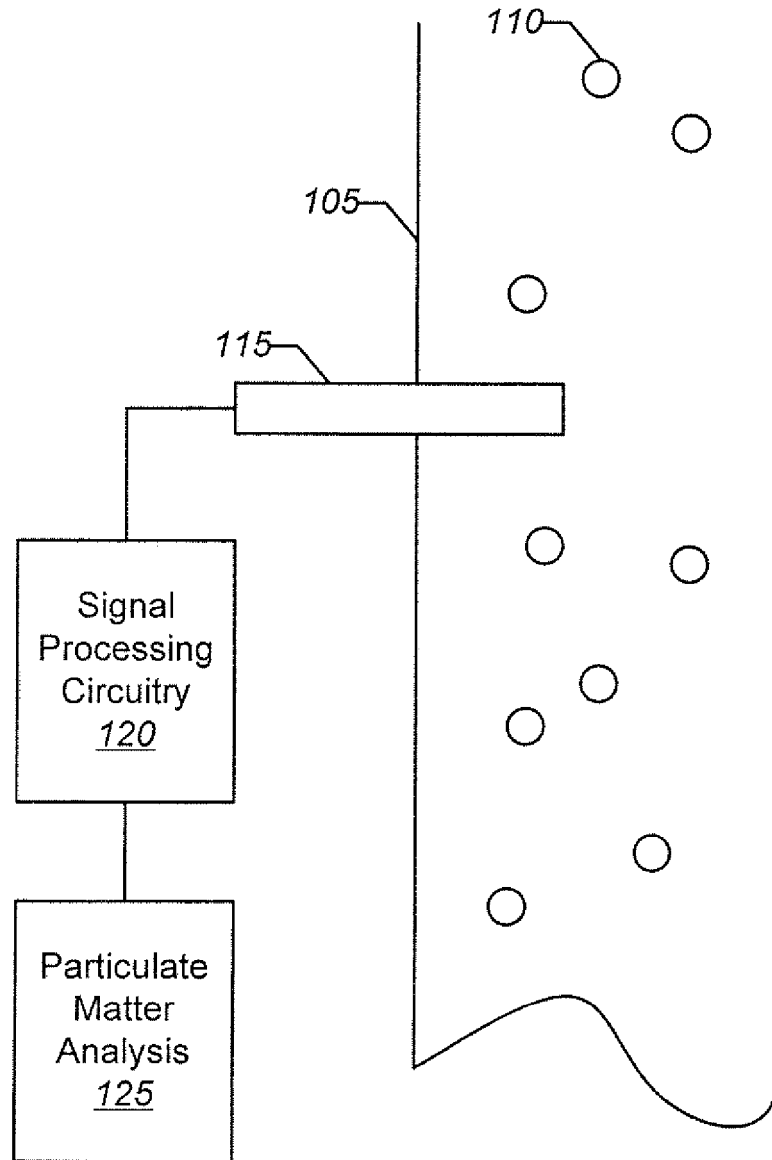 110
105
115
Signal
Processing
Circuitry
120
Particulate
Matter
Analysis
125